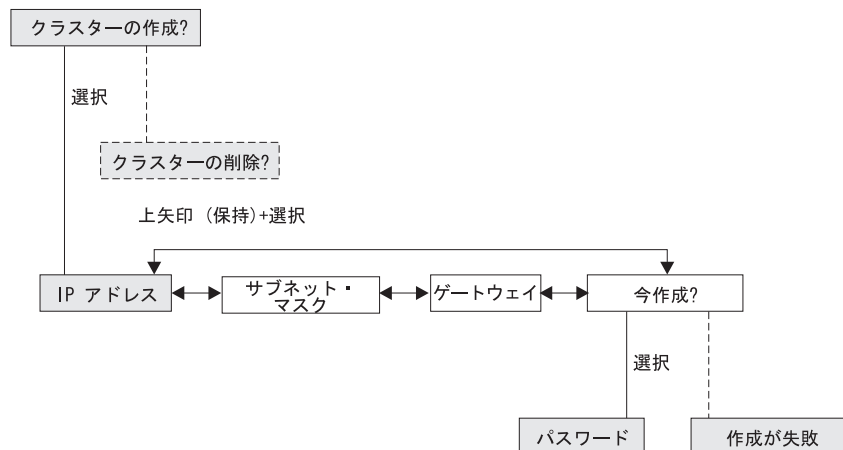 クラスターの作成?
選択
クラスターの削除?
上矢印 (保持)+選択
IP アドレス
サブネット・
マスク
ゲートウェイ
今作成?
選択
パスワード
作成が失敗